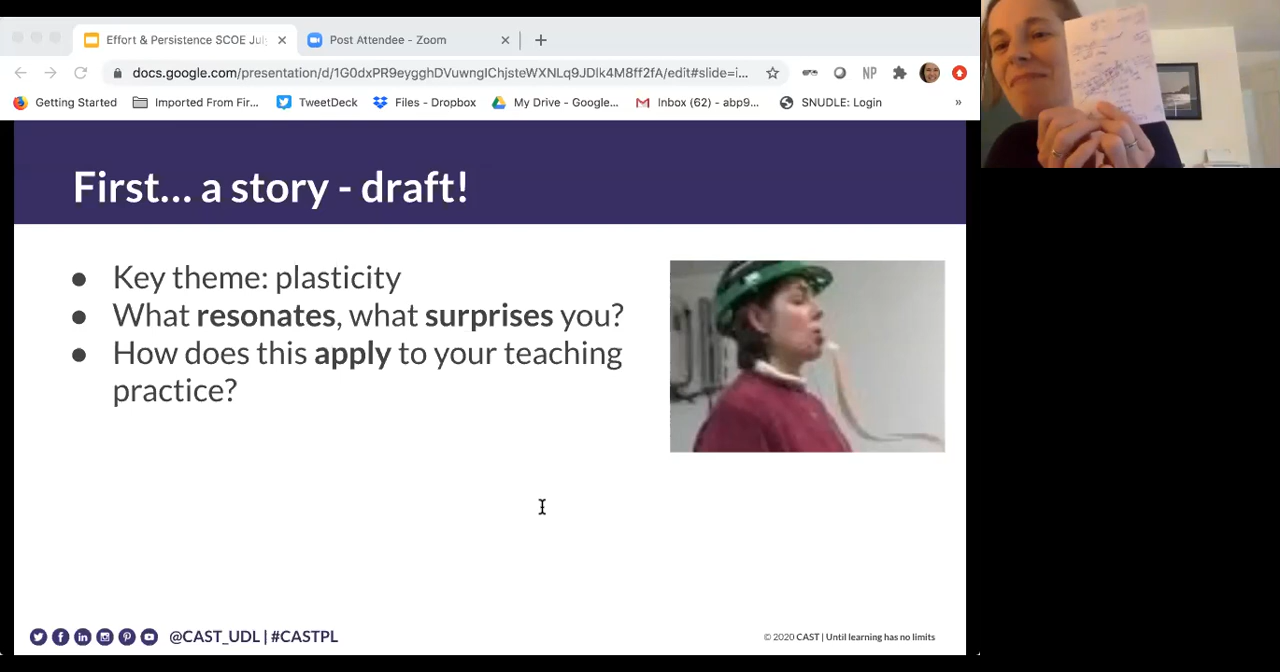 Effort & Persistence SCOE Jul
Post Attendee - Zoom
docs.google.com/presentation/d/1G0dxPR9eygghDVuwngIChjsteWXNLq9JDlk4M8ff2fA/edit#slide=i...
NP
Getting Started
Imported From Fir...
TweetDeck
Files - Dropbox
My Drive - Google...
Inbox (62) - abp9...
SNUDLE: Login
»
First... a story - draft!
● Key theme: plasticity
● What resonates, what surprises you?
● How does this apply to your teaching
practice?
@CAST_UDL | #CASTPL
© 2020 CAST | Until learning has no limits